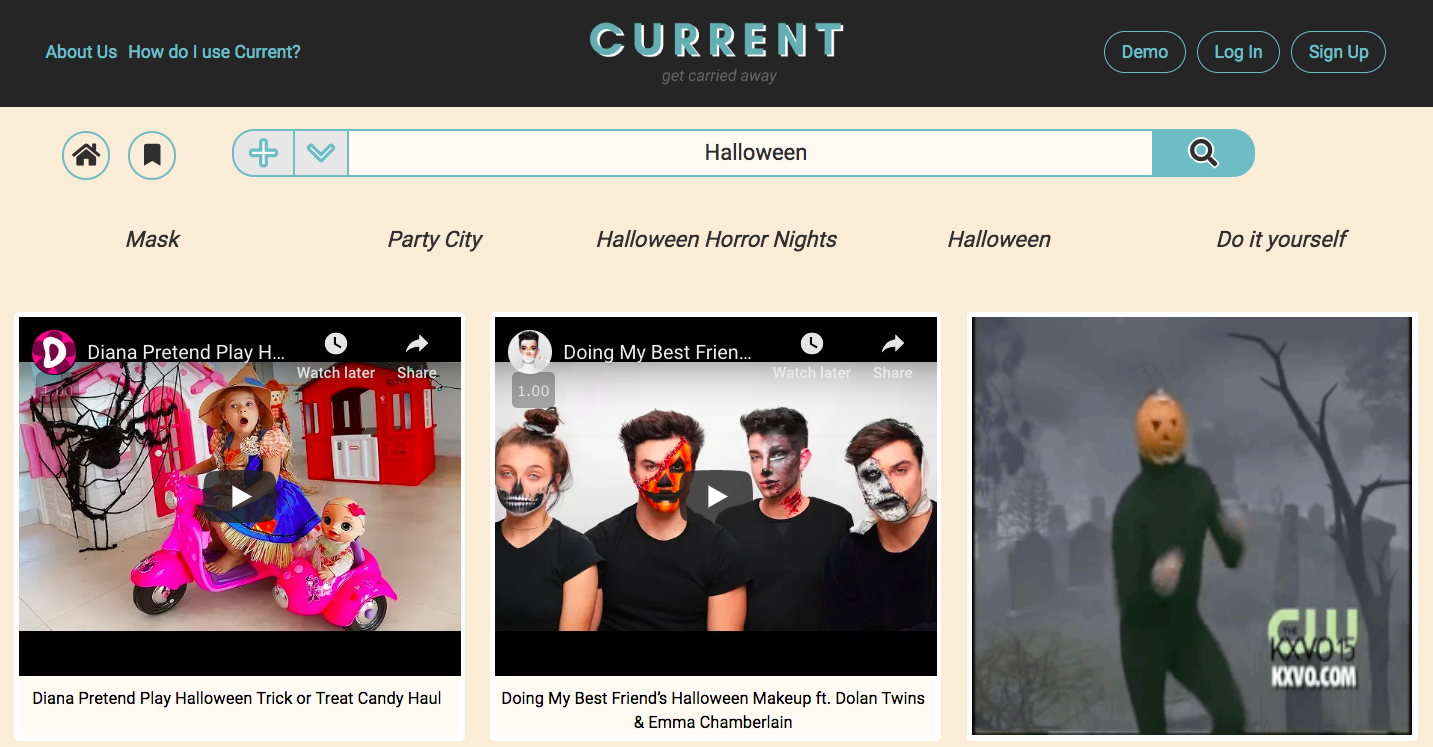 About Us How do I use Current?
CURRENT
get carried away
Demo Log In Sign Up
Halloween
Mask Party City Halloween Horror Nights Halloween Do it yourself
Diana Pretend Play H...
Watch later Share
1.00
Diana Pretend Play Halloween Trick or Treat Candy Haul
Doing My Best Frien...
Watch later Share
1.00
Doing My Best Friend’s Halloween Makeup ft. Dolan Twins
& Emma Chamberlain
THE CW
KXVO 15
KXVO.COM